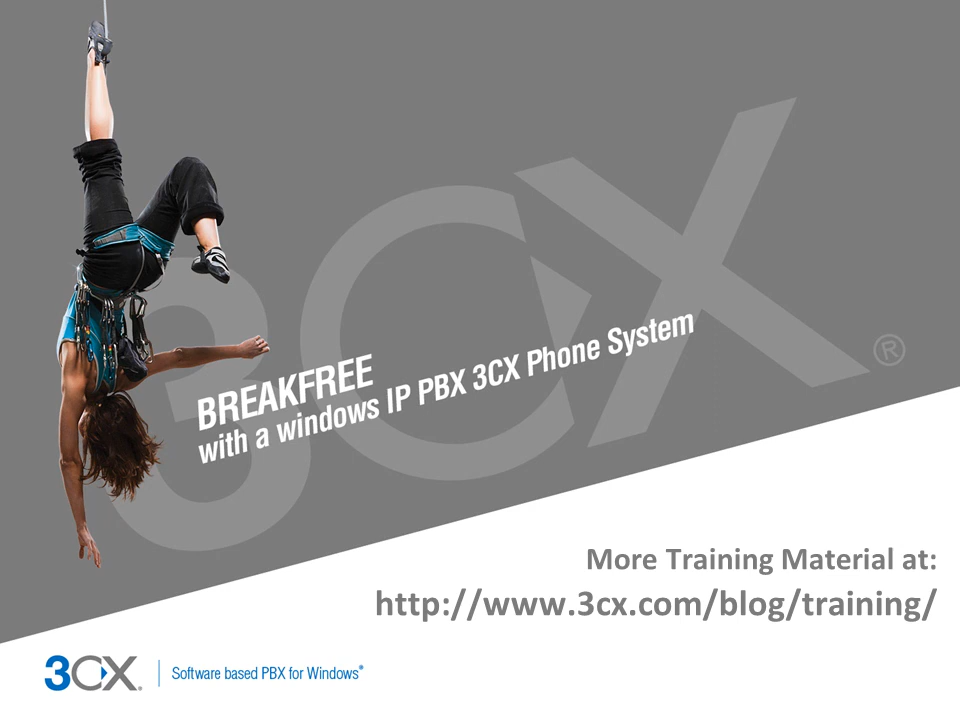 3CX®
BREAKFREE
with a windows IP PBX 3CX Phone System
More Training Material at:
http://www.3cx.com/blog/training/
3CX® Software based PBX for Windows®